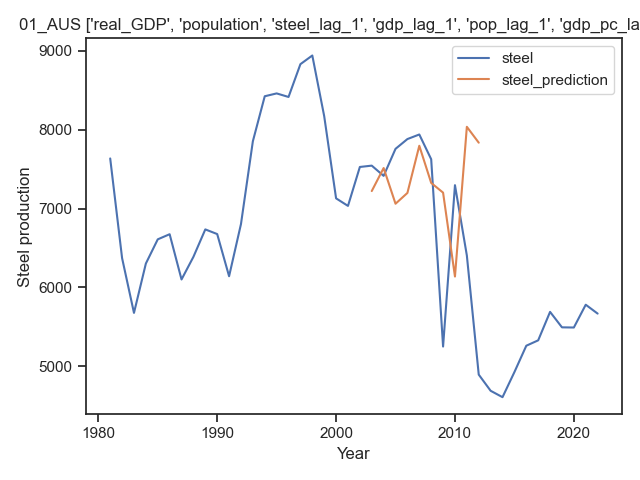 01_AUS ['real_GDP', 'population', 'steel_lag_1', 'gdp_lag_1', 'pop_lag_1', 'gdp_pc_la
steel
steel_prediction
9000
8000
7000
6000
5000
Steel production
1980
1990
2000
2010
2020
Year